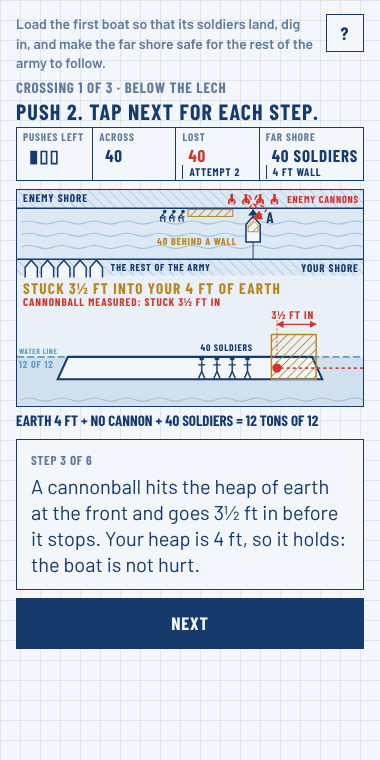 Load the first boat so that its soldiers land, dig
in, and make the far shore safe for the rest of the
army to follow.
?
CROSSING 1 OF 3 · BELOW THE LECH
PUSH 2. TAP NEXT FOR EACH STEP.
PUSHES LEFT
ACROSS
40
LOST
40
ATTEMPT 2
FAR SHORE
40 SOLDIERS
4 FT WALL
ENEMY SHORE
ENEMY CANNONS
A
40 BEHIND A WALL
THE REST OF THE ARMY
YOUR SHORE
STUCK 3½ FT INTO YOUR 4 FT OF EARTH
CANNONBALL MEASURED: STUCK 3½ FT IN
3½ FT IN
40 SOLDIERS
WATER LINE
12 OF 12
EARTH 4 FT + NO CANNON + 40 SOLDIERS = 12 TONS OF 12
STEP 3 OF 6
A cannonball hits the heap of earth
at the front and goes 3½ ft in before
it stops. Your heap is 4 ft, so it holds:
the boat is not hurt.
NEXT